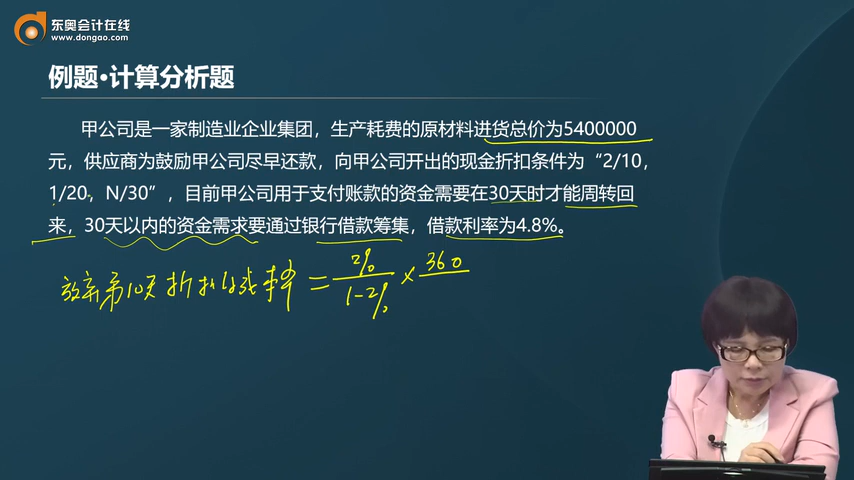 东奥会计在线
www.dongao.com
例题·计算分析题
甲公司是一家制造业企业集团，生产耗费的原材料进货总价为5400000
元，供应商为鼓励甲公司尽早还款，向甲公司开出的现金折扣条件为“2/10，
1/20，N/30”，目前甲公司用于支付账款的资金需要在30天时才能周转回
来，30天以内的资金需求要通过银行借款筹集，借款利率为4.8%。
放弃第10天折扣的成本率 = 2%/1-2% × 360